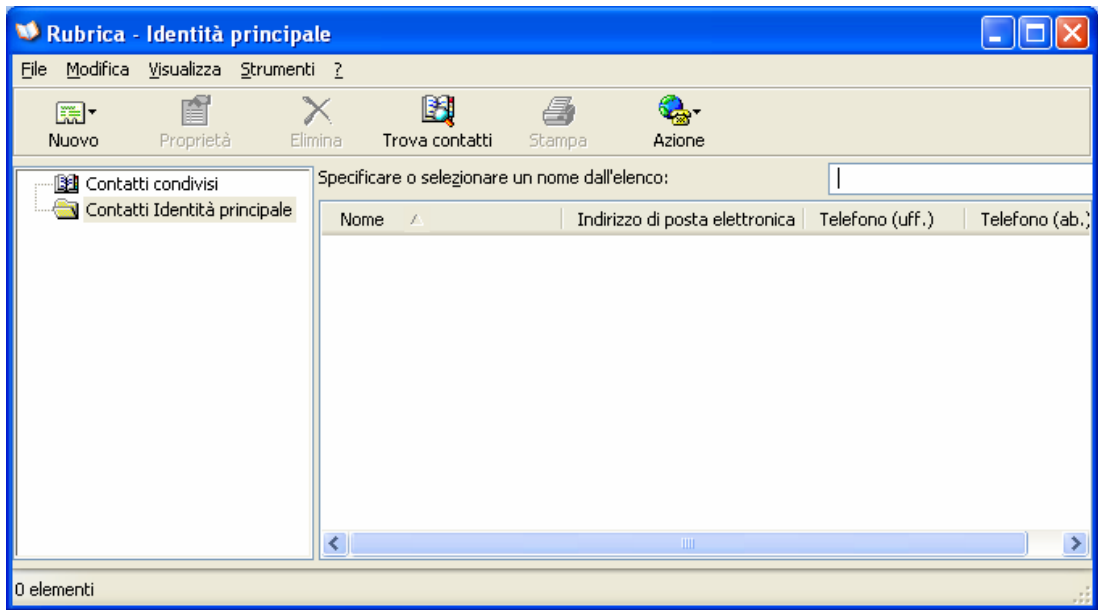 Rubrica - Identità principale
File Modifica Visualizza Strumenti ?
Nuovo Proprietà Elimina Trova contatti Stampa Azione
Contatti condivisi
Contatti Identità principale
Specificare o selezionare un nome dall'elenco:
Nome Indirizzo di posta elettronica Telefono (uff.) Telefono (ab.)
0 elementi